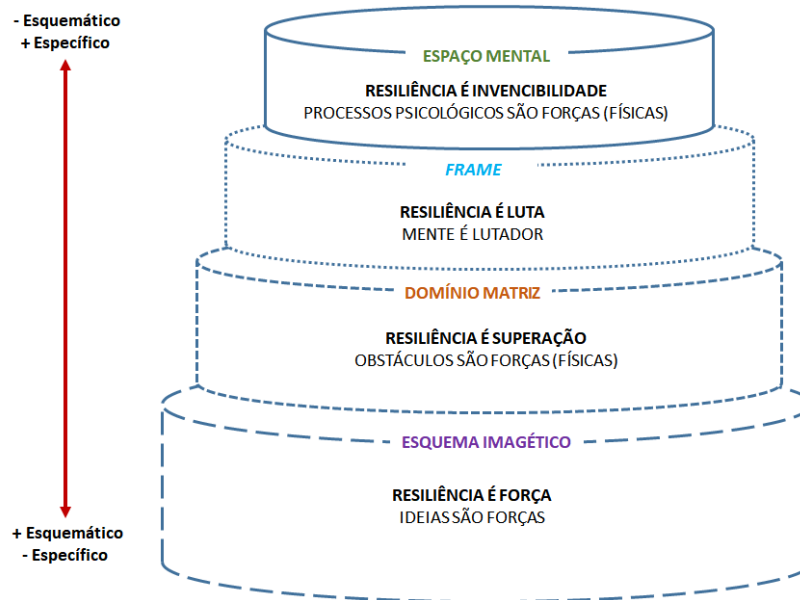 - Esquemático
+ Específico
ESPAÇO MENTAL
RESILIÊNCIA É INVENCIBILIDADE
PROCESSOS PSICOLÓGICOS SÃO FORÇAS (FÍSICAS)
FRAME
RESILIÊNCIA É LUTA
MENTE É LUTADOR
DOMÍNIO MATRIZ
RESILIÊNCIA É SUPERAÇÃO
OBSTÁCULOS SÃO FORÇAS (FÍSICAS)
ESQUEMA IMAGÉTICO
RESILIÊNCIA É FORÇA
IDEIAS SÃO FORÇAS
+ Esquemático
- Específico